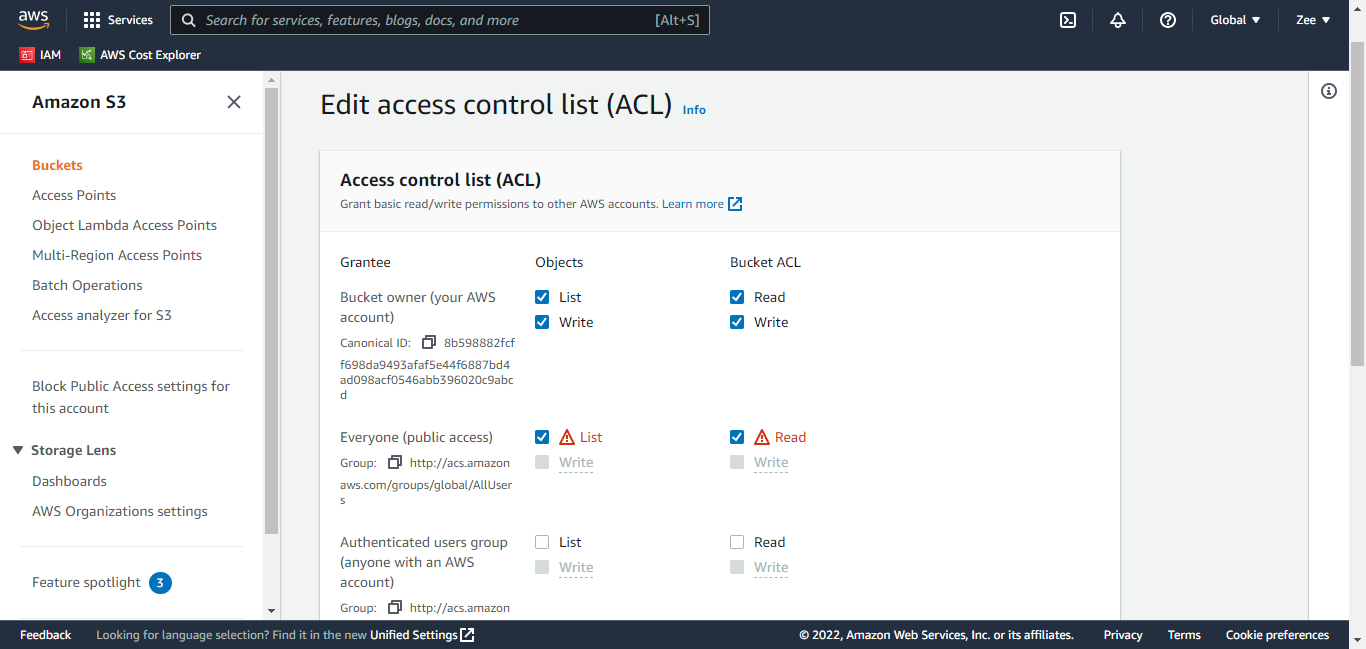 aws
Services
Search for services, features, blogs, docs, and more
[Alt+S]
Global
Zee
IAM
AWS Cost Explorer
Amazon S3
Buckets
Access Points
Object Lambda Access Points
Multi-Region Access Points
Batch Operations
Access analyzer for S3
Block Public Access settings for
this account
Storage Lens
Dashboards
AWS Organizations settings
Feature spotlight 3
Edit access control list (ACL) Info
Access control list (ACL)
Grant basic read/write permissions to other AWS accounts. Learn more
Grantee Objects Bucket ACL
Bucket owner (your AWS
account)
Canonical ID: 8b598882fcf
f698da9493afaf5e44f6887bd4
ad098acf0546abb396020c9abc
d
List Read
Write Write
Everyone (public access)
Group: http://acs.amazon
aws.com/groups/global/AllUser
s
List Read
Write Write
Authenticated users group
(anyone with an AWS
account)
Group: http://acs.amazon
List Read
Write Write
Feedback
Looking for language selection? Find it in the new Unified Settings
© 2022, Amazon Web Services, Inc. or its affiliates.
Privacy
Terms
Cookie preferences